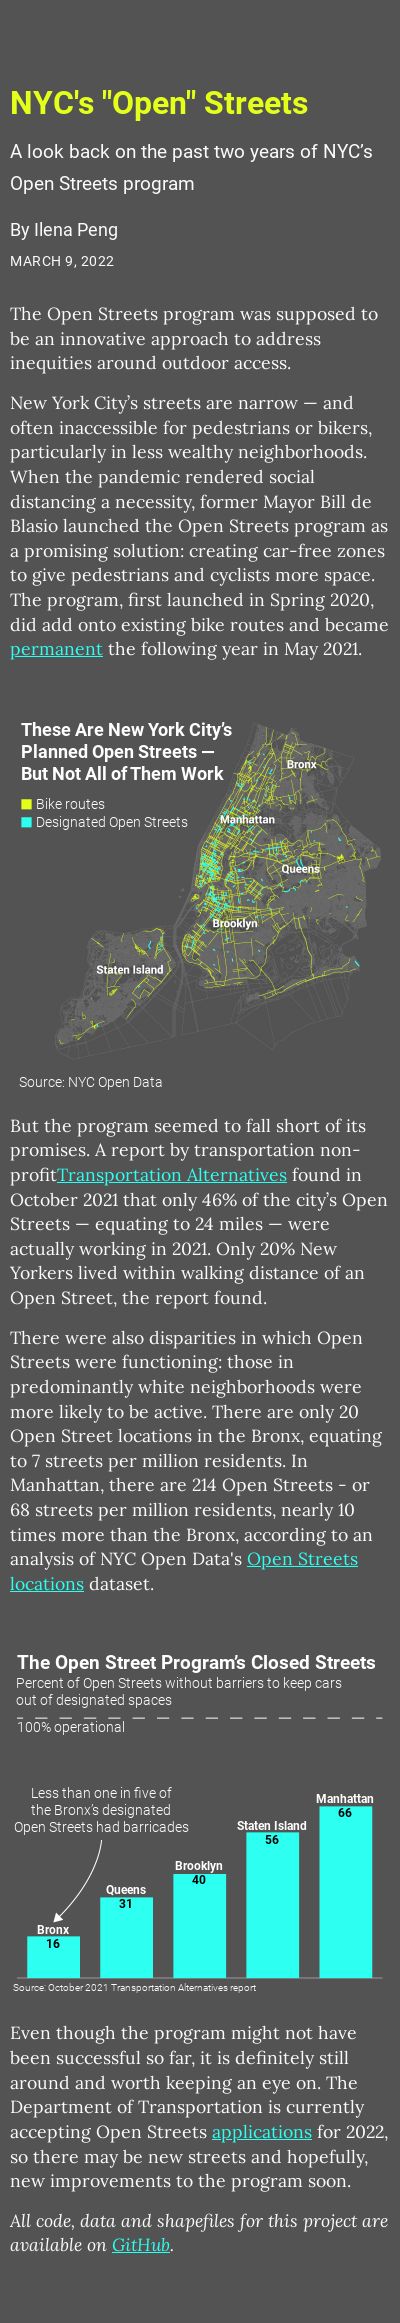 NYC's "Open" Streets
A look back on the past two years of NYC’s
Open Streets program
By Ilena Peng
MARCH 9, 2022
The Open Streets program was supposed to
be an innovative approach to address
inequities around outdoor access.
New York City’s streets are narrow — and
often inaccessible for pedestrians or bikers,
particularly in less wealthy neighborhoods.
When the pandemic rendered social
distancing a necessity, former Mayor Bill de
Blasio launched the Open Streets program as
a promising solution: creating car-free zones
to give pedestrians and cyclists more space.
The program, first launched in Spring 2020,
did add onto existing bike routes and became
permanent the following year in May 2021.
These Are New York City’s
Planned Open Streets —
But Not All of Them Work
Bike routes
Designated Open Streets
Bronx
Manhattan
Queens
Brooklyn
Staten Island
Source: NYC Open Data
But the program seemed to fall short of its
promises. A report by transportation non-
profitTransportation Alternatives found in
October 2021 that only 46% of the city’s Open
Streets — equating to 24 miles — were
actually working in 2021. Only 20% New
Yorkers lived within walking distance of an
Open Street, the report found.
There were also disparities in which Open
Streets were functioning: those in
predominantly white neighborhoods were
more likely to be active. There are only 20
Open Street locations in the Bronx, equating
to 7 streets per million residents. In
Manhattan, there are 214 Open Streets - or
68 streets per million residents, nearly 10
times more than the Bronx, according to an
analysis of NYC Open Data's Open Streets
locations dataset.
The Open Street Program’s Closed Streets
Percent of Open Streets without barriers to keep cars
out of designated spaces
100% operational
Less than one in five of
the Bronx’s designated
Open Streets had barricades
Bronx
16
Queens
31
Brooklyn
40
Staten Island
56
Manhattan
66
Source: October 2021 Transportation Alternatives report
Even though the program might not have
been successful so far, it is definitely still
around and worth keeping an eye on. The
Department of Transportation is currently
accepting Open Streets applications for 2022,
so there may be new streets and hopefully,
new improvements to the program soon.
All code, data and shapefiles for this project are
available on GitHub.